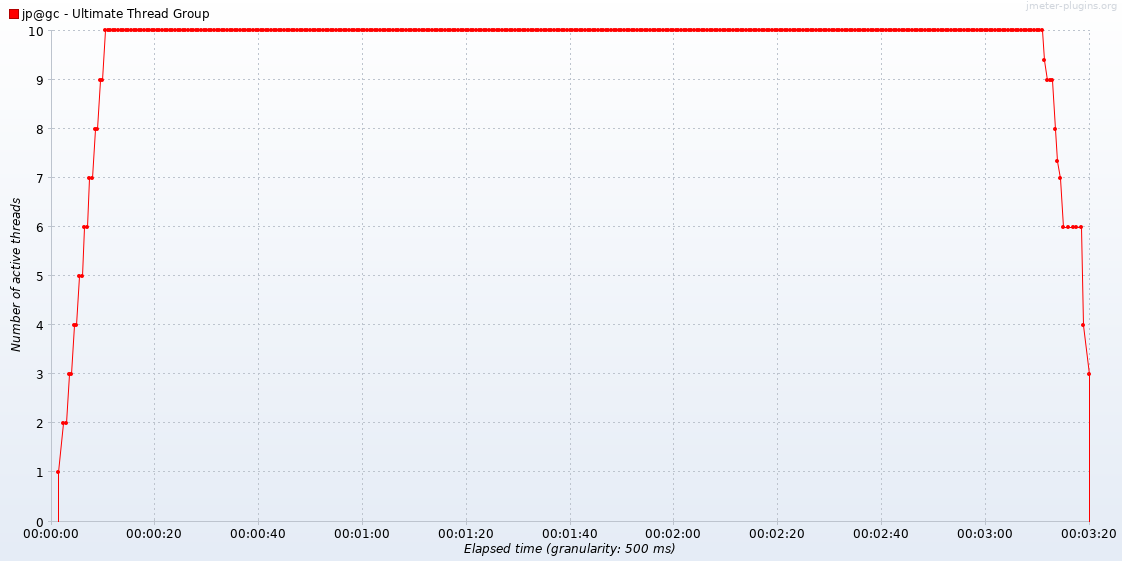 jmeter-plugins.org
jp@gc - Ultimate Thread Group
10
9
8
7
6
5
4
3
2
1
0
Number of active threads
00:00:00 00:00:20 00:00:40 00:01:00 00:01:20 00:01:40 00:02:00 00:02:20 00:02:40 00:03:00 00:03:20
Elapsed time (granularity: 500 ms)